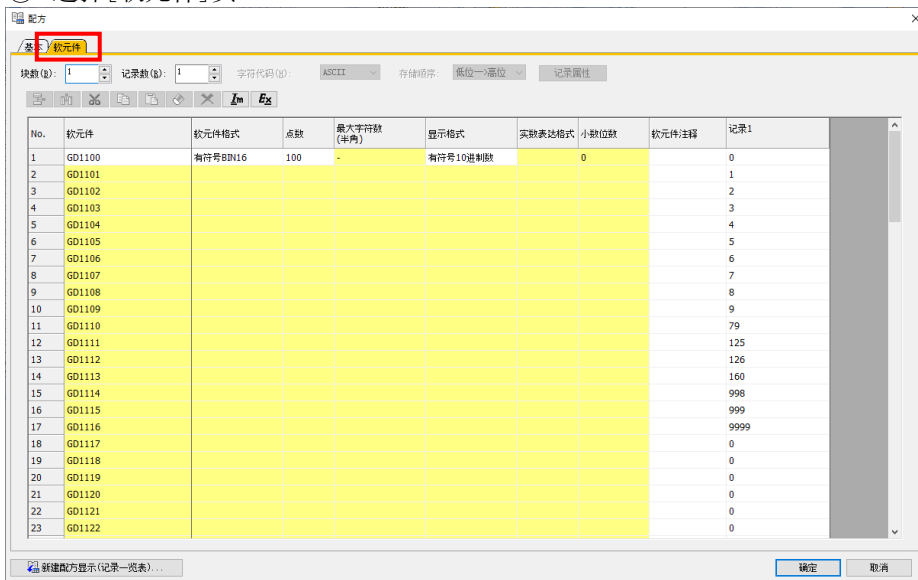 配方
基本 软元件
块数(B): 1 记录数(R): 1 字符代码(H): ASCII 存储顺序: 低位—>高位 记录属性
Im Ex
No. 软元件 软元件格式 点数 最大字符数(半角) 显示格式 实数表达格式 小数位数 软元件注释 记录1
1 GD1100 有符号BIN16 100 - 有符号10进制数 0 0
2 GD1101 1
3 GD1102 2
4 GD1103 3
5 GD1104 4
6 GD1105 5
7 GD1106 6
8 GD1107 7
9 GD1108 8
10 GD1109 9
11 GD1110 79
12 GD1111 125
13 GD1112 126
14 GD1113 160
15 GD1114 998
16 GD1115 999
17 GD1116 9999
18 GD1117 0
19 GD1118 0
20 GD1119 0
21 GD1120 0
22 GD1121 0
23 GD1122 0
新建配方显示(记录一览表)... 确定 取消